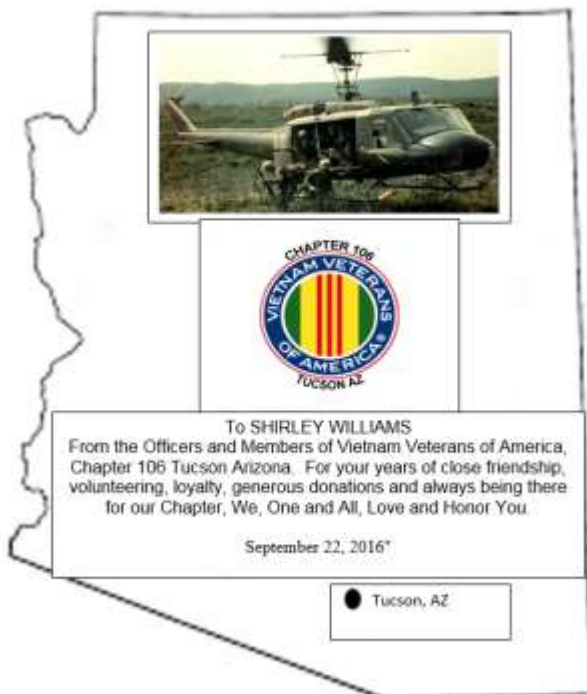 CHAPTER 106
VIETNAM VETERANS
OF AMERICA®
TUCSON AZ
To SHIRLEY WILLIAMS
From the Officers and Members of Vietnam Veterans of America,
Chapter 106 Tucson Arizona. For your years of close friendship,
volunteering, loyalty, generous donations and always being there
for our Chapter, We, One and All, Love and Honor You.
September 22, 2016"
Tucson, AZ